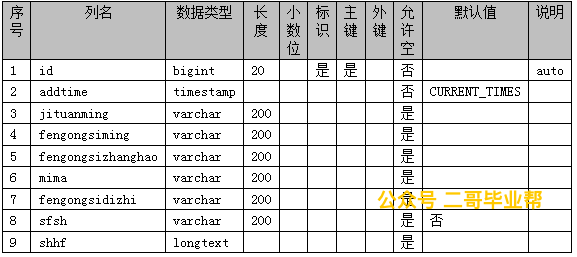 序号 列名 数据类型 长度 小数位 标识 主键 外键 允许空 默认值 说明
1 id bigint 20 是 是 否 auto
2 addtime timestamp 否 CURRENT_TIMES
3 jituanming varchar 200 是
4 fengongsiming varchar 200 是
5 fengongsizhanghao varchar 200 是
6 mima varchar 200 是
7 fengongsidizhi varchar 200 是
公众号 二哥毕业帮
8 sfsh varchar 200 是 否
9 shhf longtext 是